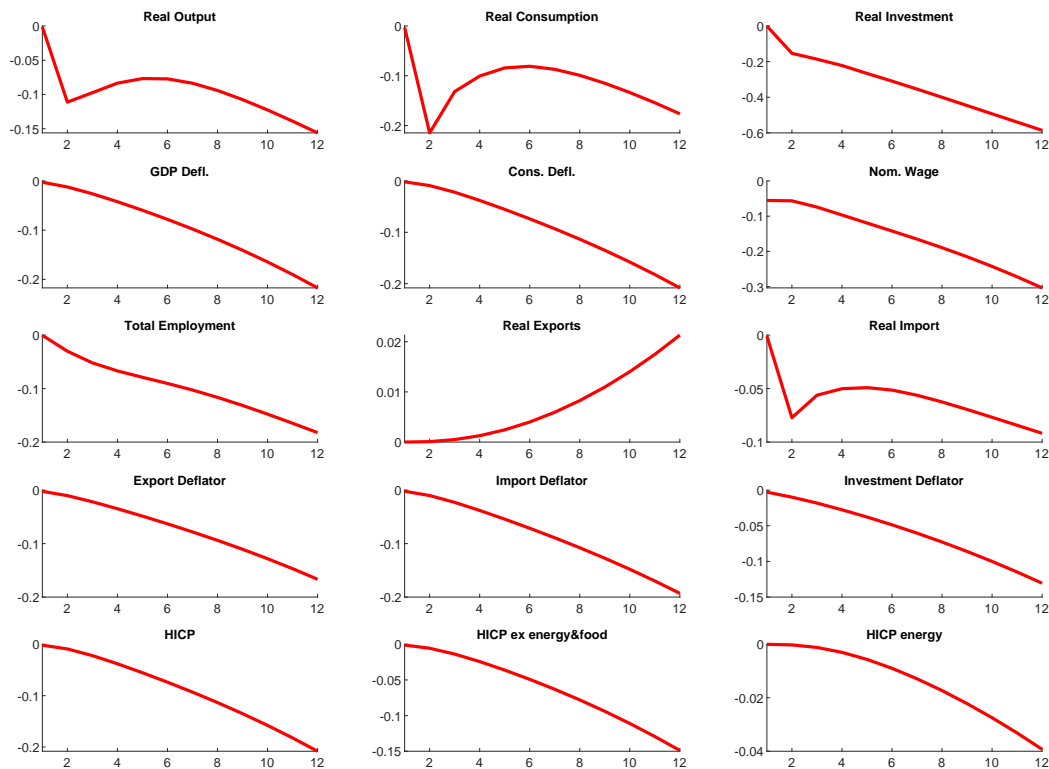 Real Output
0
-0.05
-0.1
-0.15
2 4 6 8 10 12
Real Consumption
0
-0.1
-0.2
2 4 6 8 10 12
Real Investment
0
-0.2
-0.4
-0.6
2 4 6 8 10 12
GDP Defl.
0
-0.1
-0.2
2 4 6 8 10 12
Cons. Defl.
0
-0.1
-0.2
2 4 6 8 10 12
Nom. Wage
0
-0.1
-0.2
-0.3
2 4 6 8 10 12
Total Employment
0
-0.1
-0.2
2 4 6 8 10 12
Real Exports
0.02
0.01
0
2 4 6 8 10 12
Real Import
0
-0.05
-0.1
2 4 6 8 10 12
Export Deflator
0
-0.1
-0.2
2 4 6 8 10 12
Import Deflator
0
-0.1
-0.2
2 4 6 8 10 12
Investment Deflator
0
-0.05
-0.1
-0.15
2 4 6 8 10 12
HICP
0
-0.1
-0.2
2 4 6 8 10 12
HICP ex energy&food
0
-0.05
-0.1
-0.15
2 4 6 8 10 12
HICP energy
0
-0.02
-0.04
2 4 6 8 10 12